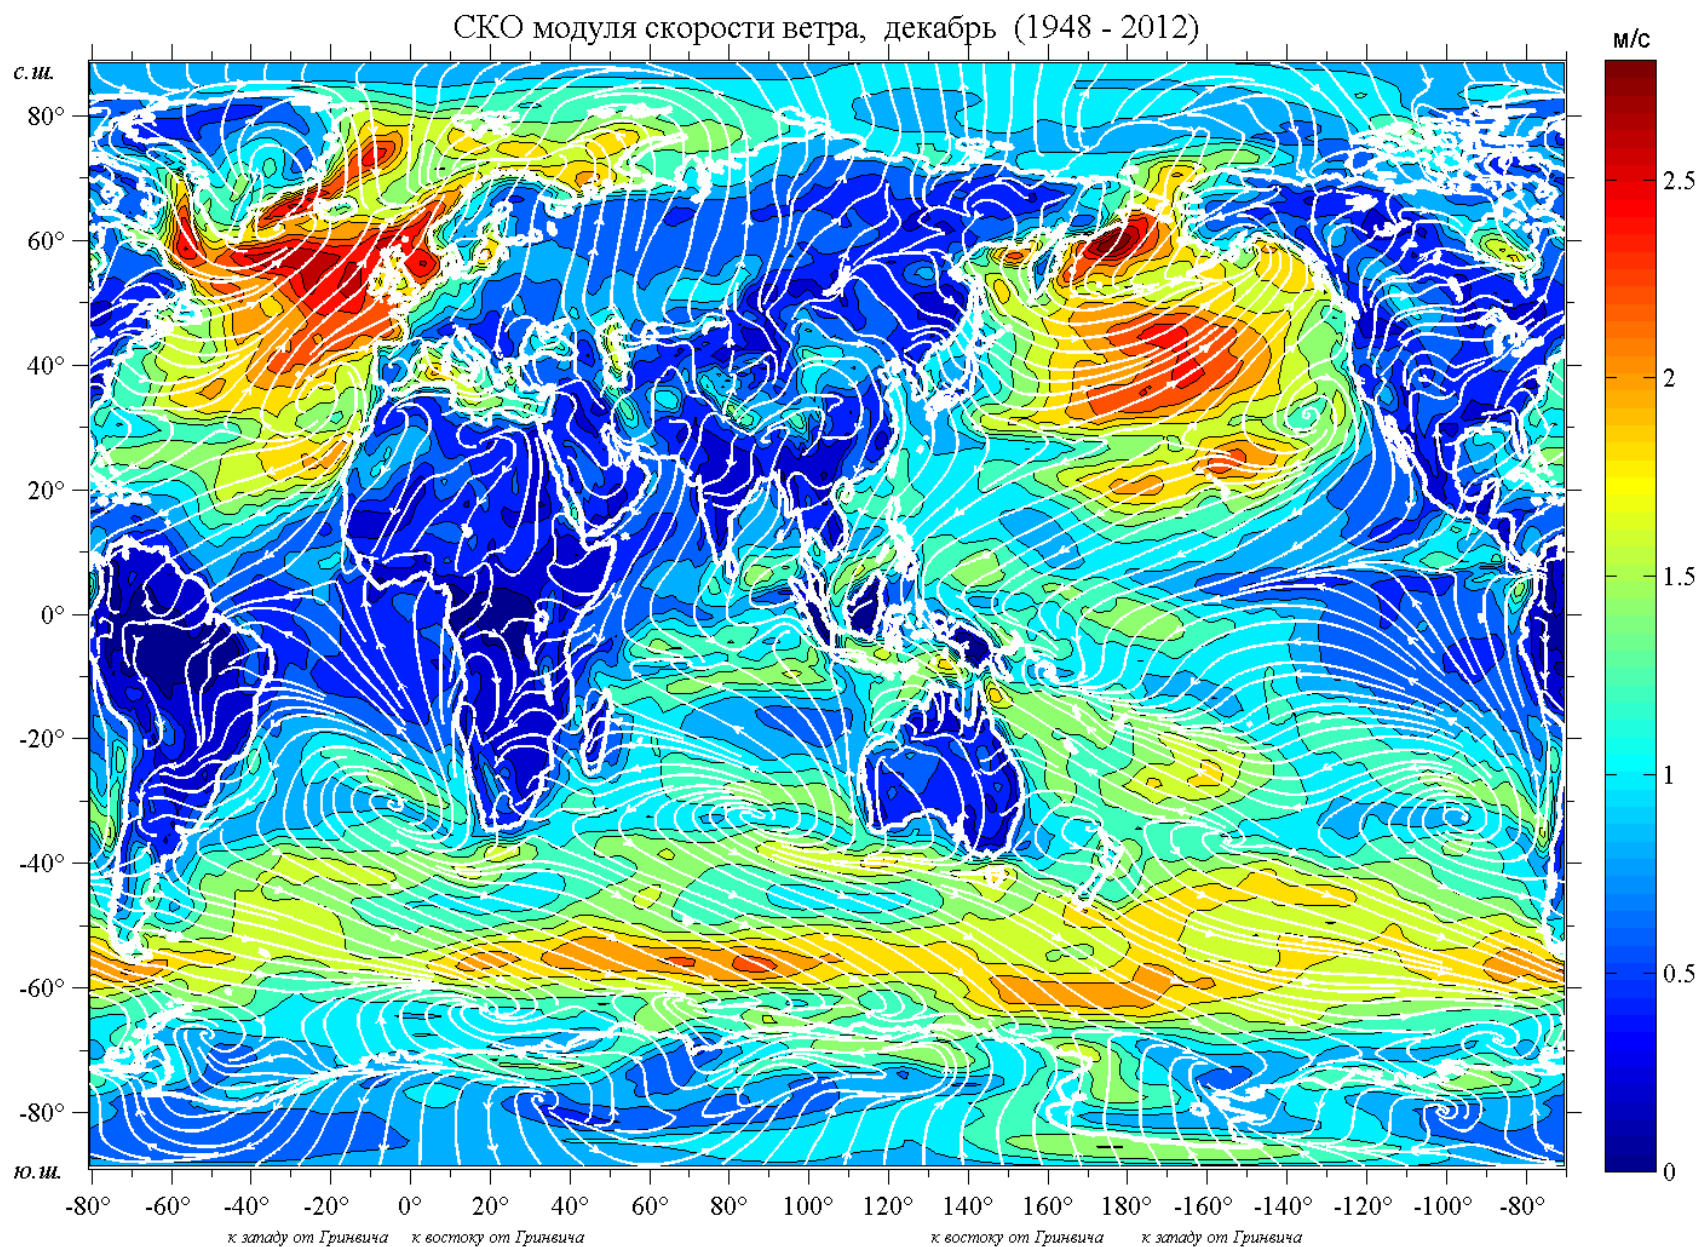 СКО модуля скорости ветра, декабрь (1948 - 2012)
м/с
с.ш.
80°
60°
40°
20°
0°
-20°
-40°
-60°
-80°
ю.ш.
2.5
2
1.5
1
0.5
0
-80° -60° -40° -20° 0° 20° 40° 60° 80° 100° 120° 140° 160° 180° -160° -140° -120° -100° -80°
к западу от Гринвича к востоку от Гринвича к востоку от Гринвича к западу от Гринвича